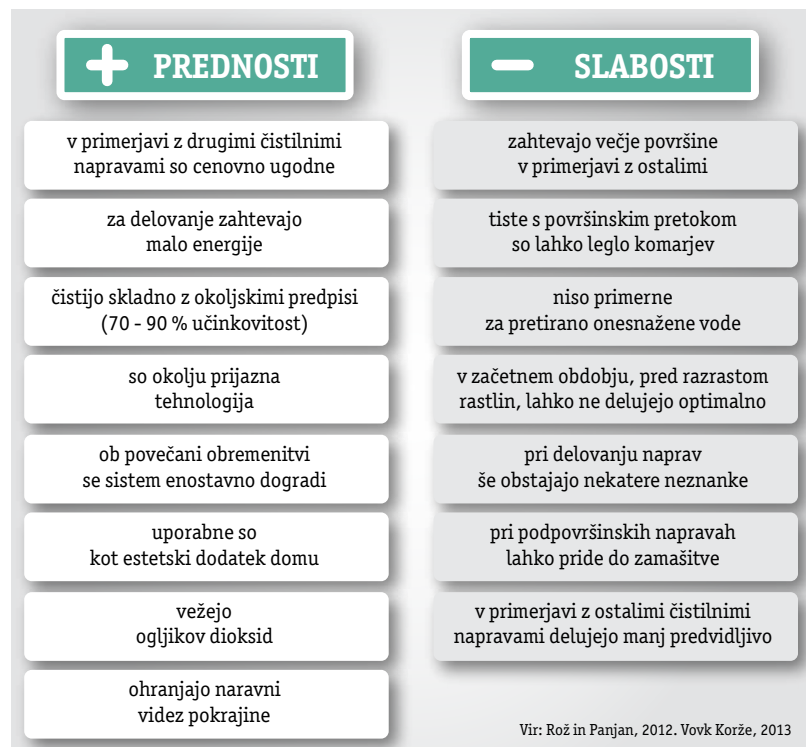 + PREDNOSTI
v primerjavi z drugimi čistilnimi
napravami so cenovno ugodne
za delovanje zahtevajo
malo energije
čistijo skladno z okoljskimi predpisi
(70 - 90 % učinkovitost)
so okolju prijazna
tehnologija
ob povečani obremenitvi
se sistem enostavno dogradi
uporabne so
kot estetski dodatek domu
vežejo
ogljikov dioksid
ohranjajo naravni
videz pokrajine
− SLABOSTI
zahtevajo večje površine
v primerjavi z ostalimi
tiste s površinskim pretokom
so lahko leglo komarjev
niso primerne
za pretirano onesnažene vode
v začetnem obdobju, pred razrastom
rastlin, lahko ne delujejo optimalno
pri delovanju naprav
še obstajajo nekatere neznanke
pri podpovršinskih napravah
lahko pride do zamašitve
v primerjavi z ostalimi čistilnimi
napravami delujejo manj predvidljivo
Vir: Rož in Panjan, 2012. Vovk Korže, 2013